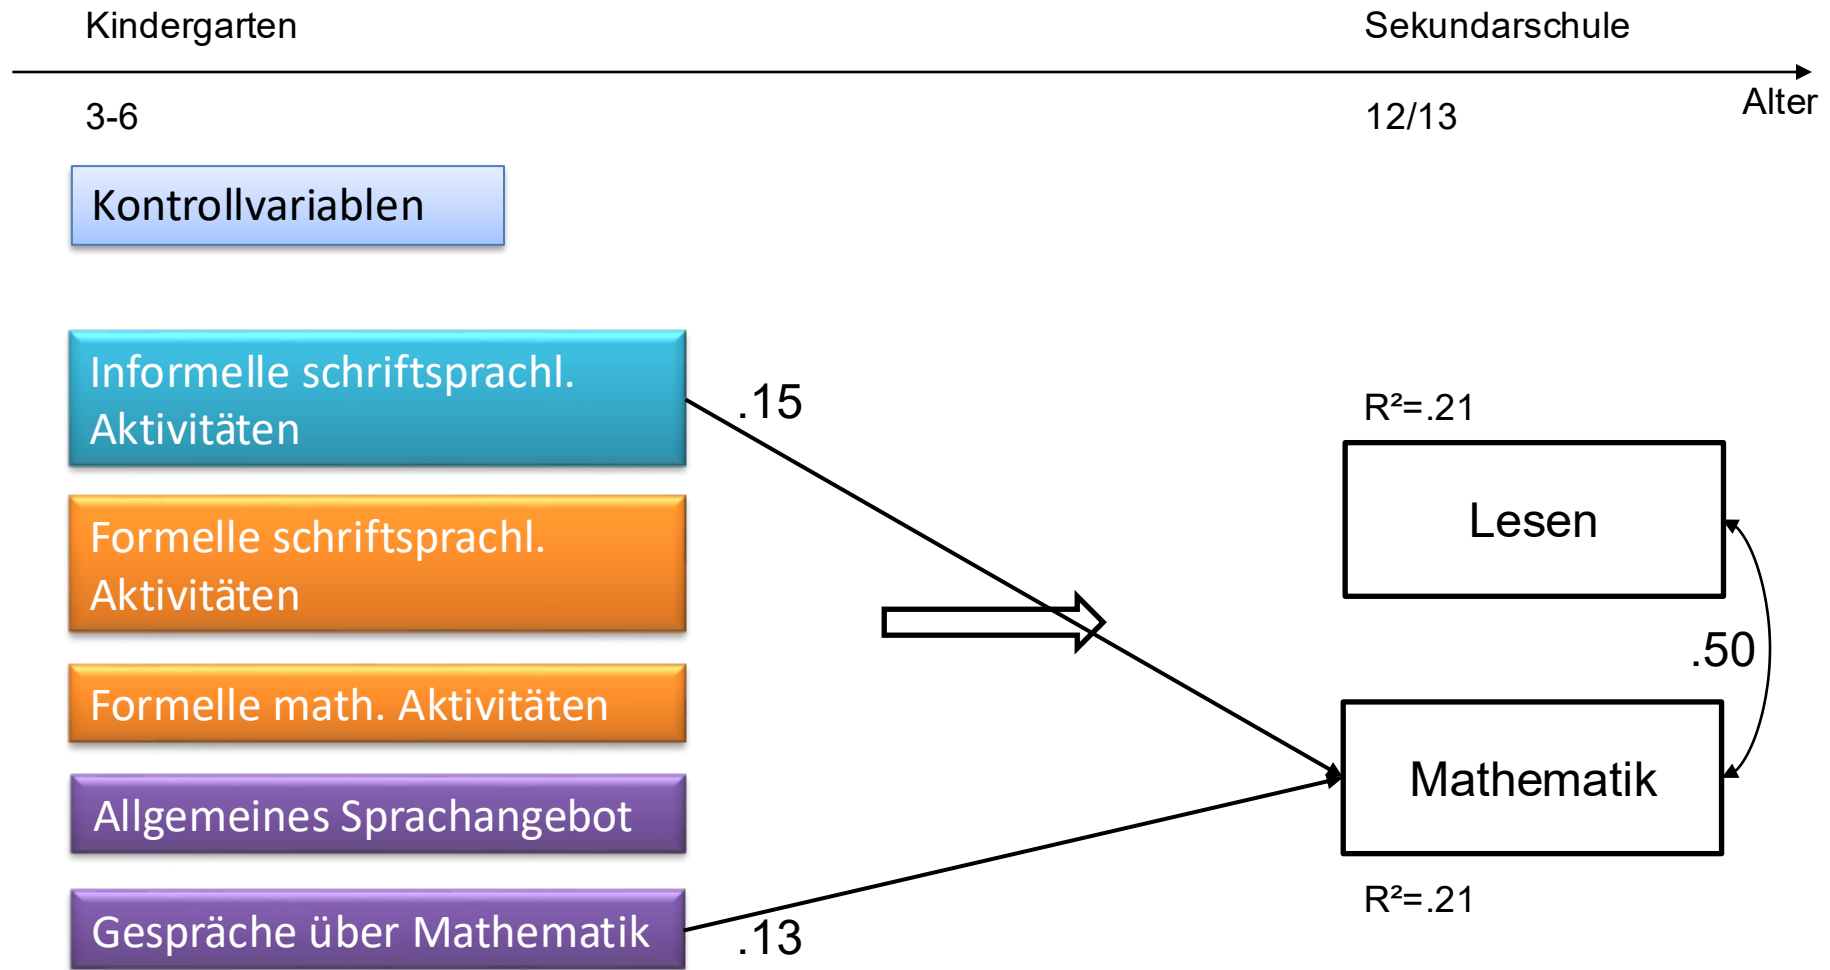 Kindergarten
Sekundarschule
3-6
12/13
Alter
Kontrollvariablen
Informelle schriftsprachl.
Aktivitäten
.15
R²=.21
Formelle schriftsprachl.
Aktivitäten
Lesen
.50
Formelle math. Aktivitäten
Mathematik
Allgemeines Sprachangebot
R²=.21
Gespräche über Mathematik
.13